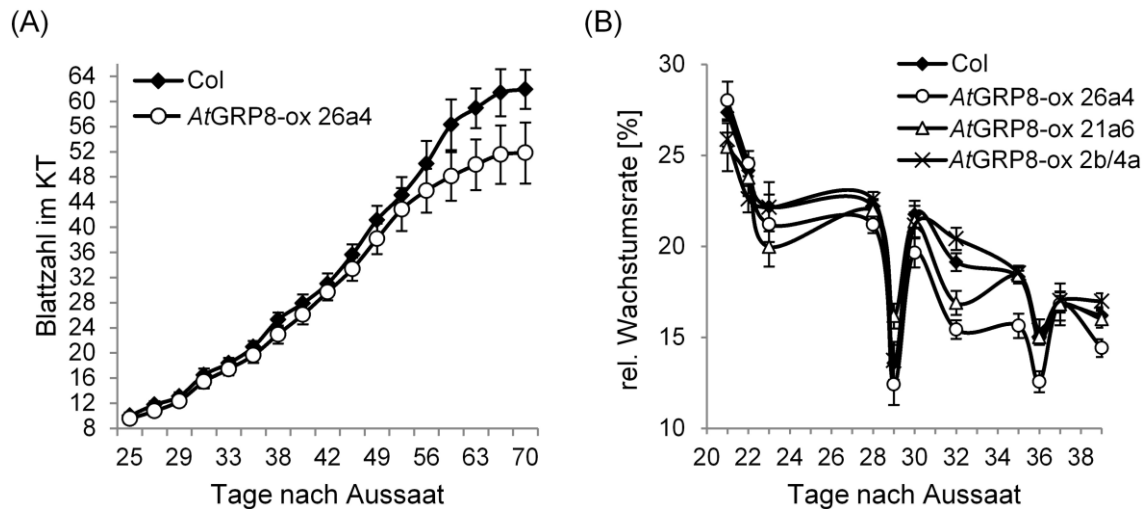 (A)
Blattzahl im KT
60
56
52
48
44
40
36
32
28
24
20
16
12
8
Col
AtGRP8-ox 26a4
25 29 33 38 42 49 56 63 70
Tage nach Aussaat
(B)
rel. Wachstumsrate [%]
30
25
20
15
10
Col
AtGRP8-ox 26a4
AtGRP8-ox 21a6
AtGRP8-ox 2b/4a
20 22 24 26 28 30 32 34 36 38
Tage nach Aussaat